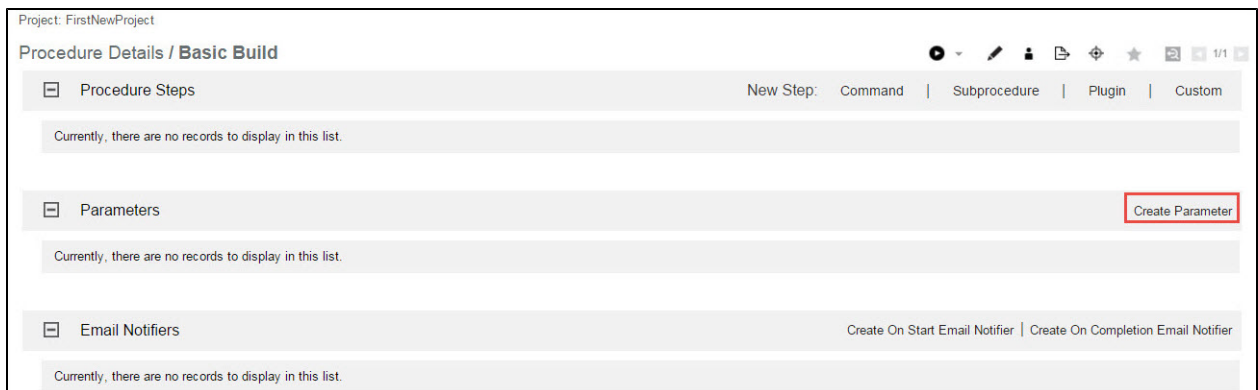 Project: FirstNewProject
Procedure Details / Basic Build 1/1
Procedure Steps New Step: Command | Subprocedure | Plugin | Custom
Currently, there are no records to display in this list.
Parameters Create Parameter
Currently, there are no records to display in this list.
Email Notifiers Create On Start Email Notifier | Create On Completion Email Notifier
Currently, there are no records to display in this list.